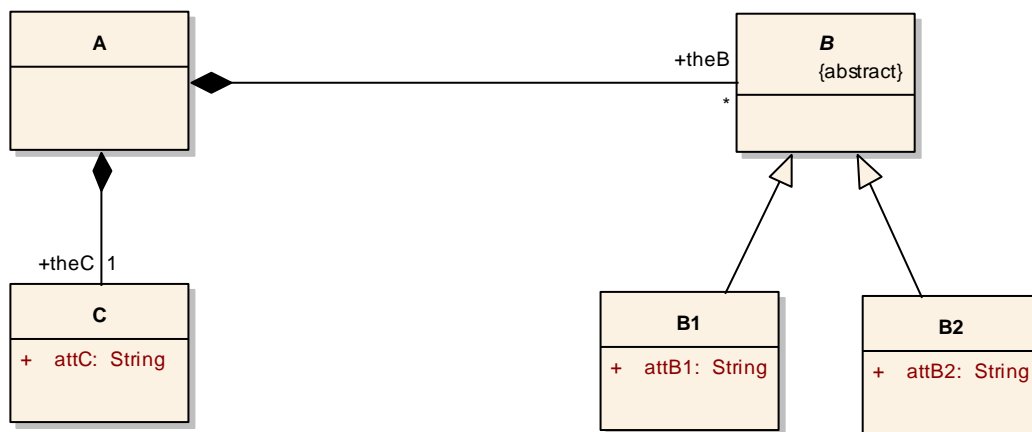 A
B
{abstract}
+theB
*
+theC 1
C
+ attC: String
B1
+ attB1: String
B2
+ attB2: String